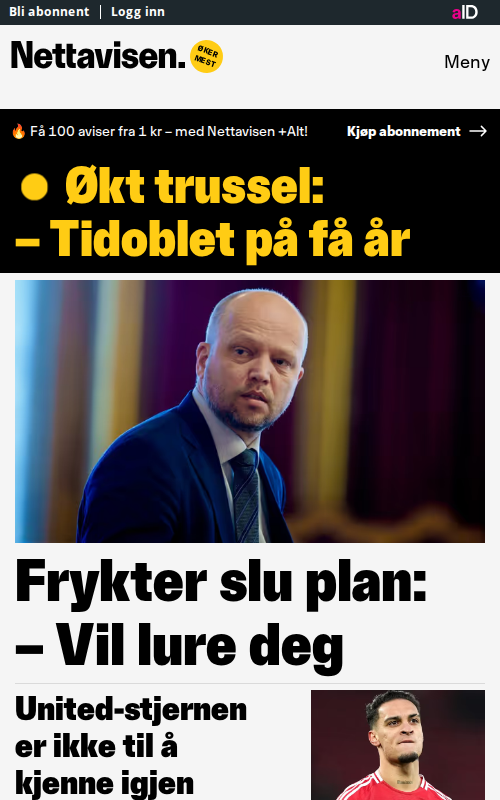 Bli abonnent | Logg inn
aID
Nettavisen.
ØKER MEST
Meny
Få 100 aviser fra 1 kr – med Nettavisen +Alt!
Kjøp abonnement
Økt trussel:
– Tidoblet på få år
Frykter slu plan:
– Vil lure deg
United-stjernen
er ikke til å
kjenne igjen